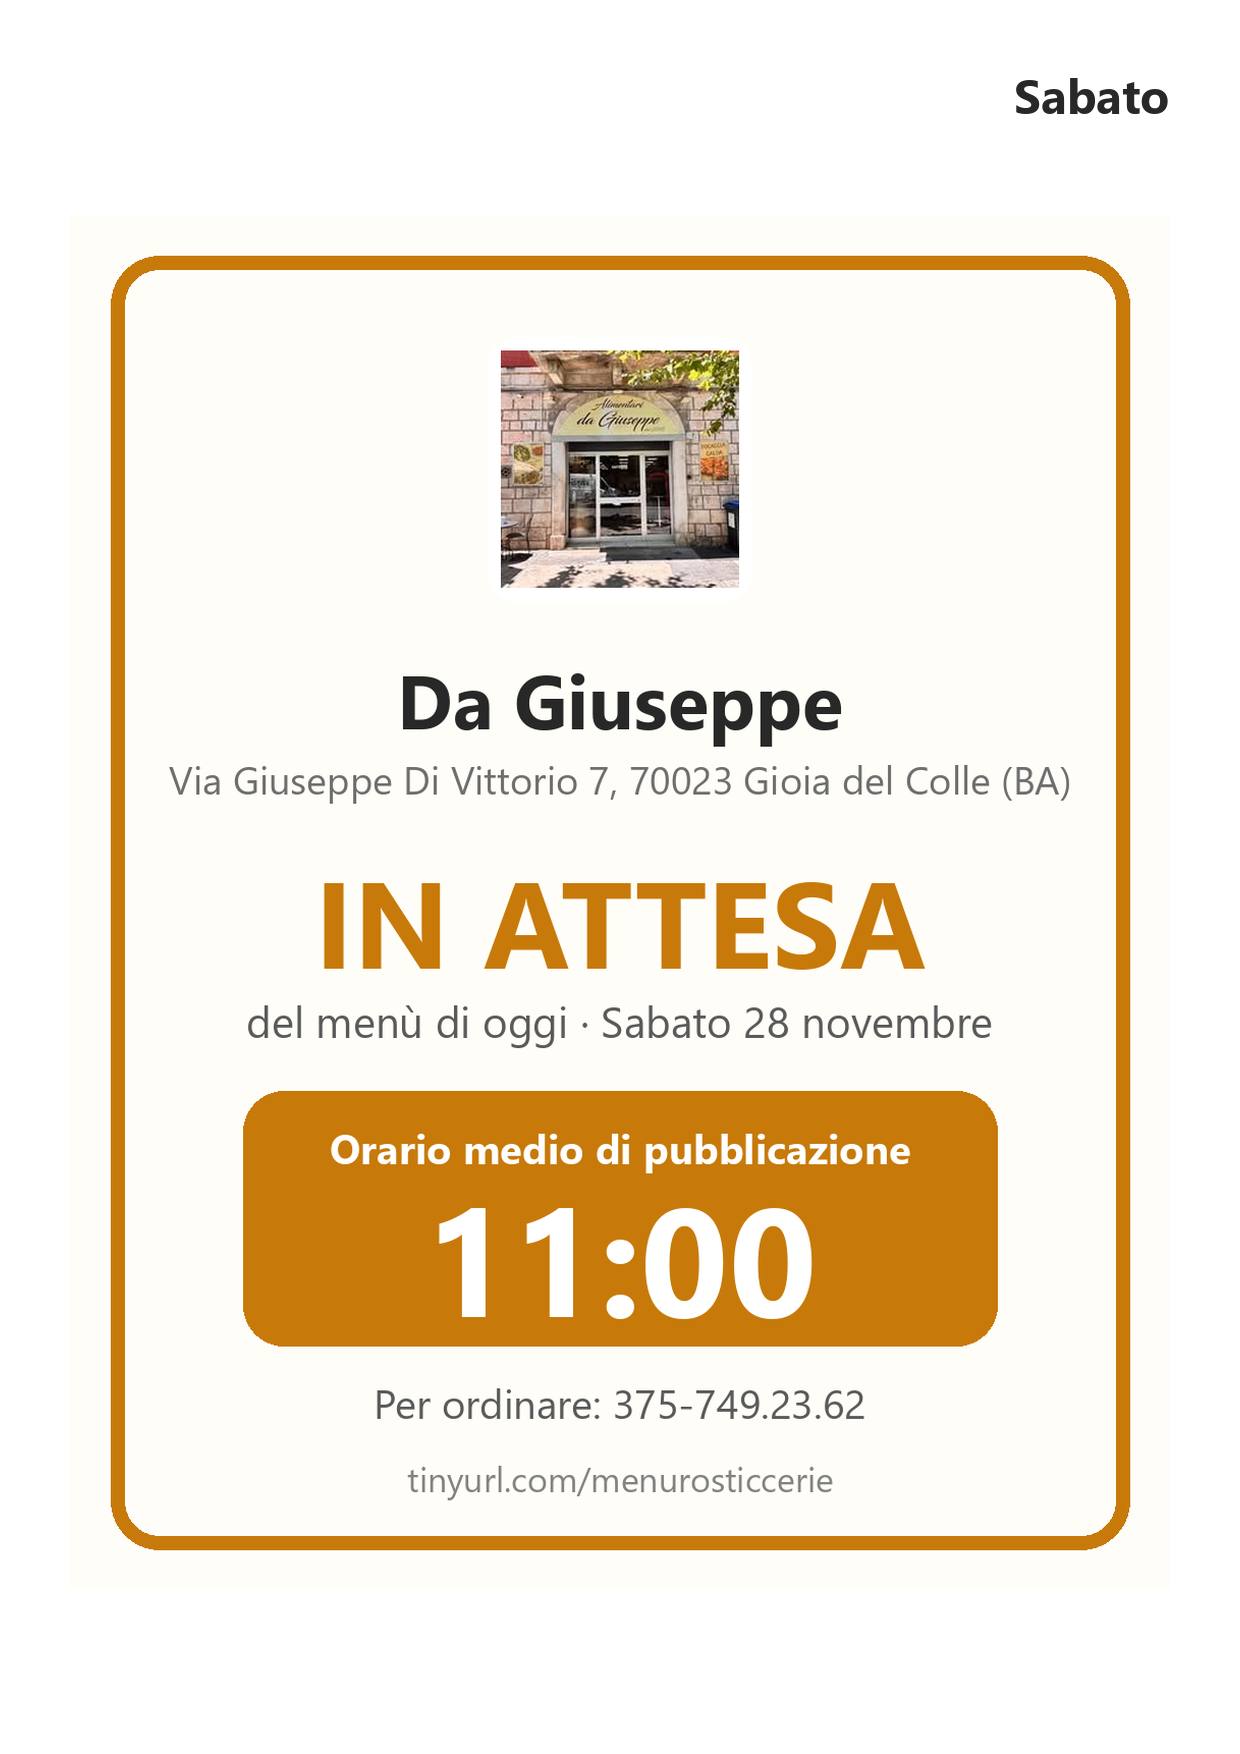 Sabato
Alimentari
da Giuseppe
FOCACCIA
CALDA
Da Giuseppe
Via Giuseppe Di Vittorio 7, 70023 Gioia del Colle (BA)
IN ATTESA
del menù di oggi · Sabato 28 novembre
Orario medio di pubblicazione
11:00
Per ordinare: 375-749.23.62
tinyurl.com/menurosticcerie